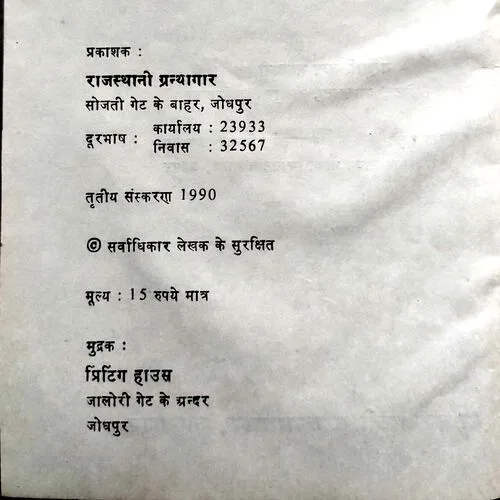 प्रकाशक :
राजस्थानी ग्रन्थागार
सोजती गेट के बाहर, जोधपुर
दूरभाष : कार्यालय : 23933
निवास : 32567
तृतीय संस्करण 1990
© सर्वाधिकार लेखक के सुरक्षित
मूल्य : 15 रुपये मात्र
मुद्रक :
प्रिंटिंग हाउस
जालोरी गेट के अन्दर
जोधपुर